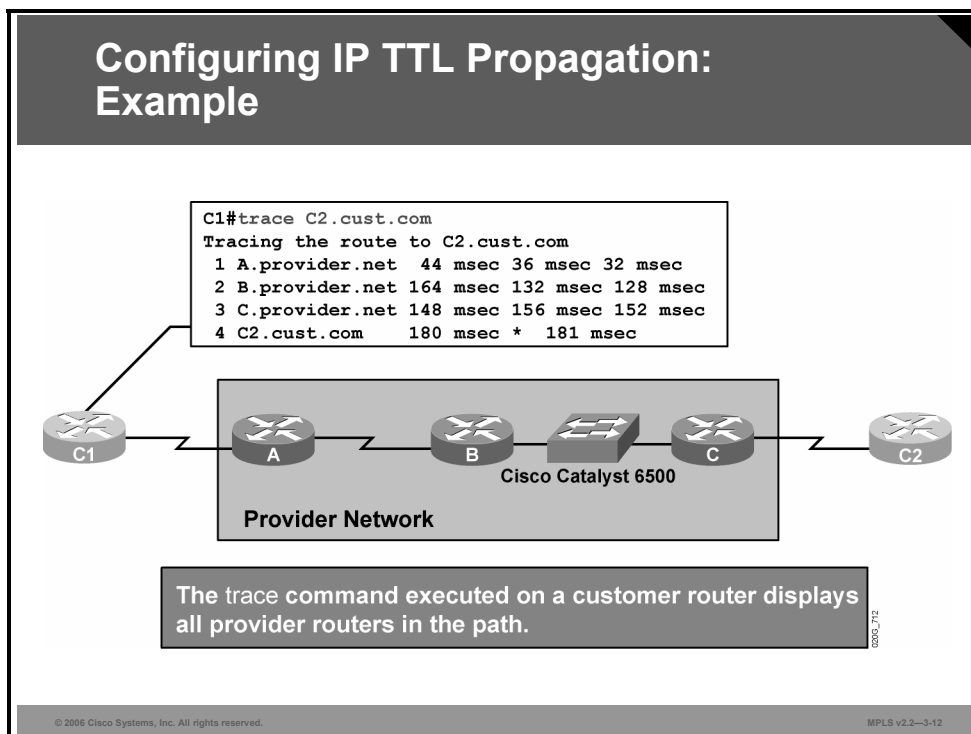 Configuring IP TTL Propagation:
Example
C1#trace C2.cust.com
Tracing the route to C2.cust.com
1 A.provider.net 44 msec 36 msec 32 msec
2 B.provider.net 164 msec 132 msec 128 msec
3 C.provider.net 148 msec 156 msec 152 msec
4 C2.cust.com 180 msec * 181 msec
C1
A
B
C
C2
Cisco Catalyst 6500
Provider Network
The trace command executed on a customer router displays
all provider routers in the path.
020G_712
© 2006 Cisco Systems, Inc. All rights reserved.
MPLS v2.2—3-12